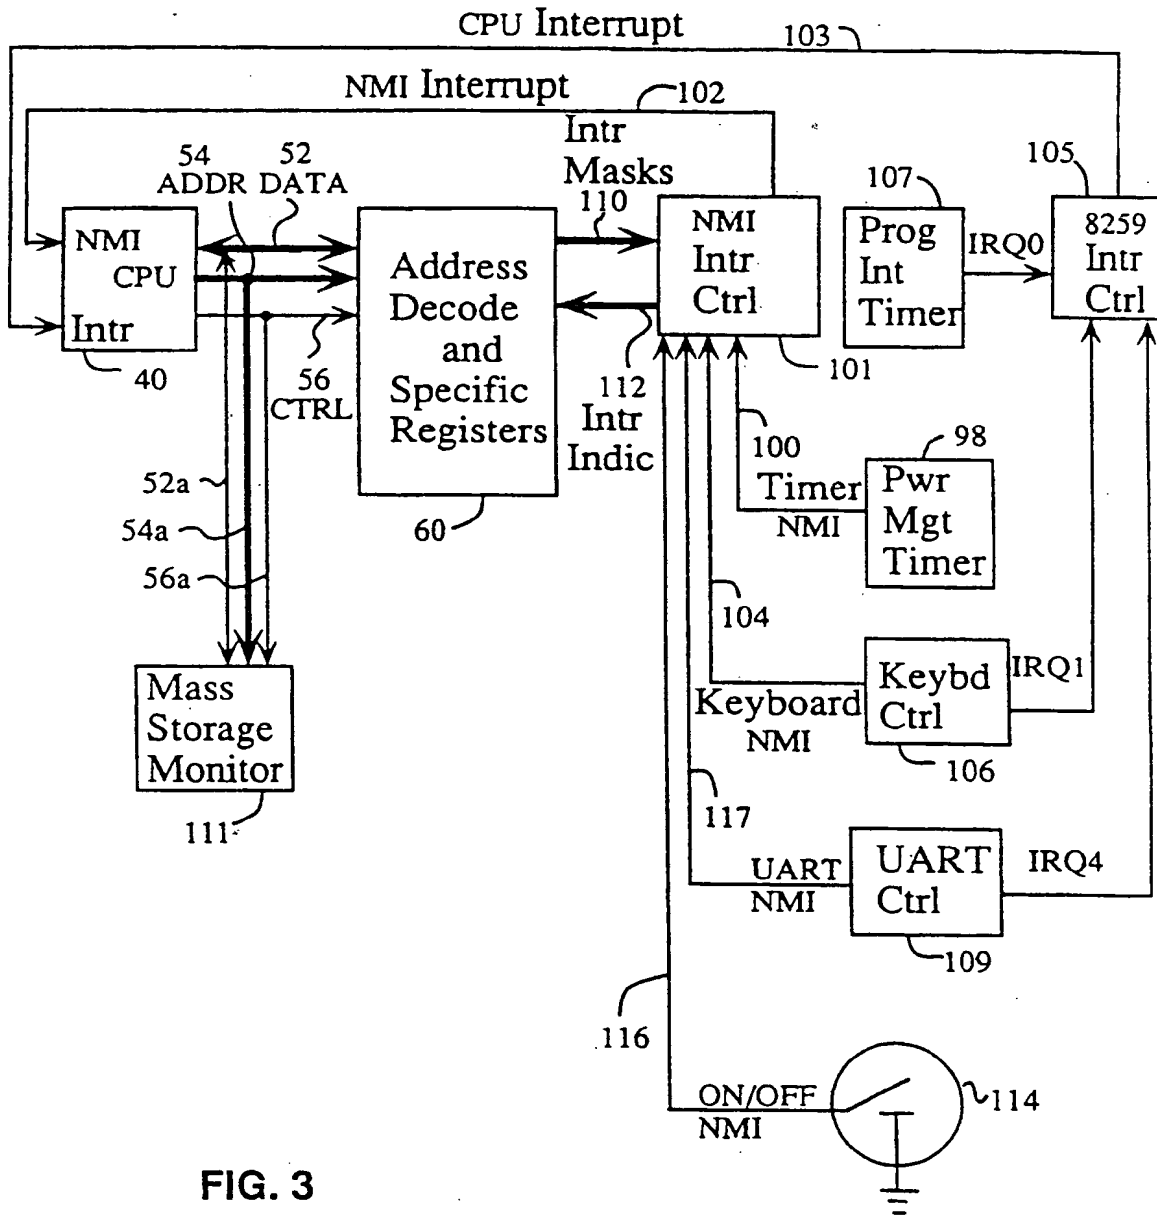 CPU Interrupt
103
NMI Interrupt
102
54
ADDR
52
DATA
Intr
Masks
110
107
105
NMI
CPU
Intr
40
Address
Decode
and
Specific
Registers
60
56
CTRL
NMI
Intr
Ctrl
101
112
Intr
Indic
Prog
Int
Timer
IRQ0
8259
Intr
Ctrl
52a
54a
56a
100
Timer
NMI
98
Pwr
Mgt
Timer
104
Keyboard
NMI
Keybd
Ctrl
106
IRQ1
Mass
Storage
Monitor
111
117
UART
NMI
UART
Ctrl
109
IRQ4
116
ON/OFF
NMI
114
FIG. 3